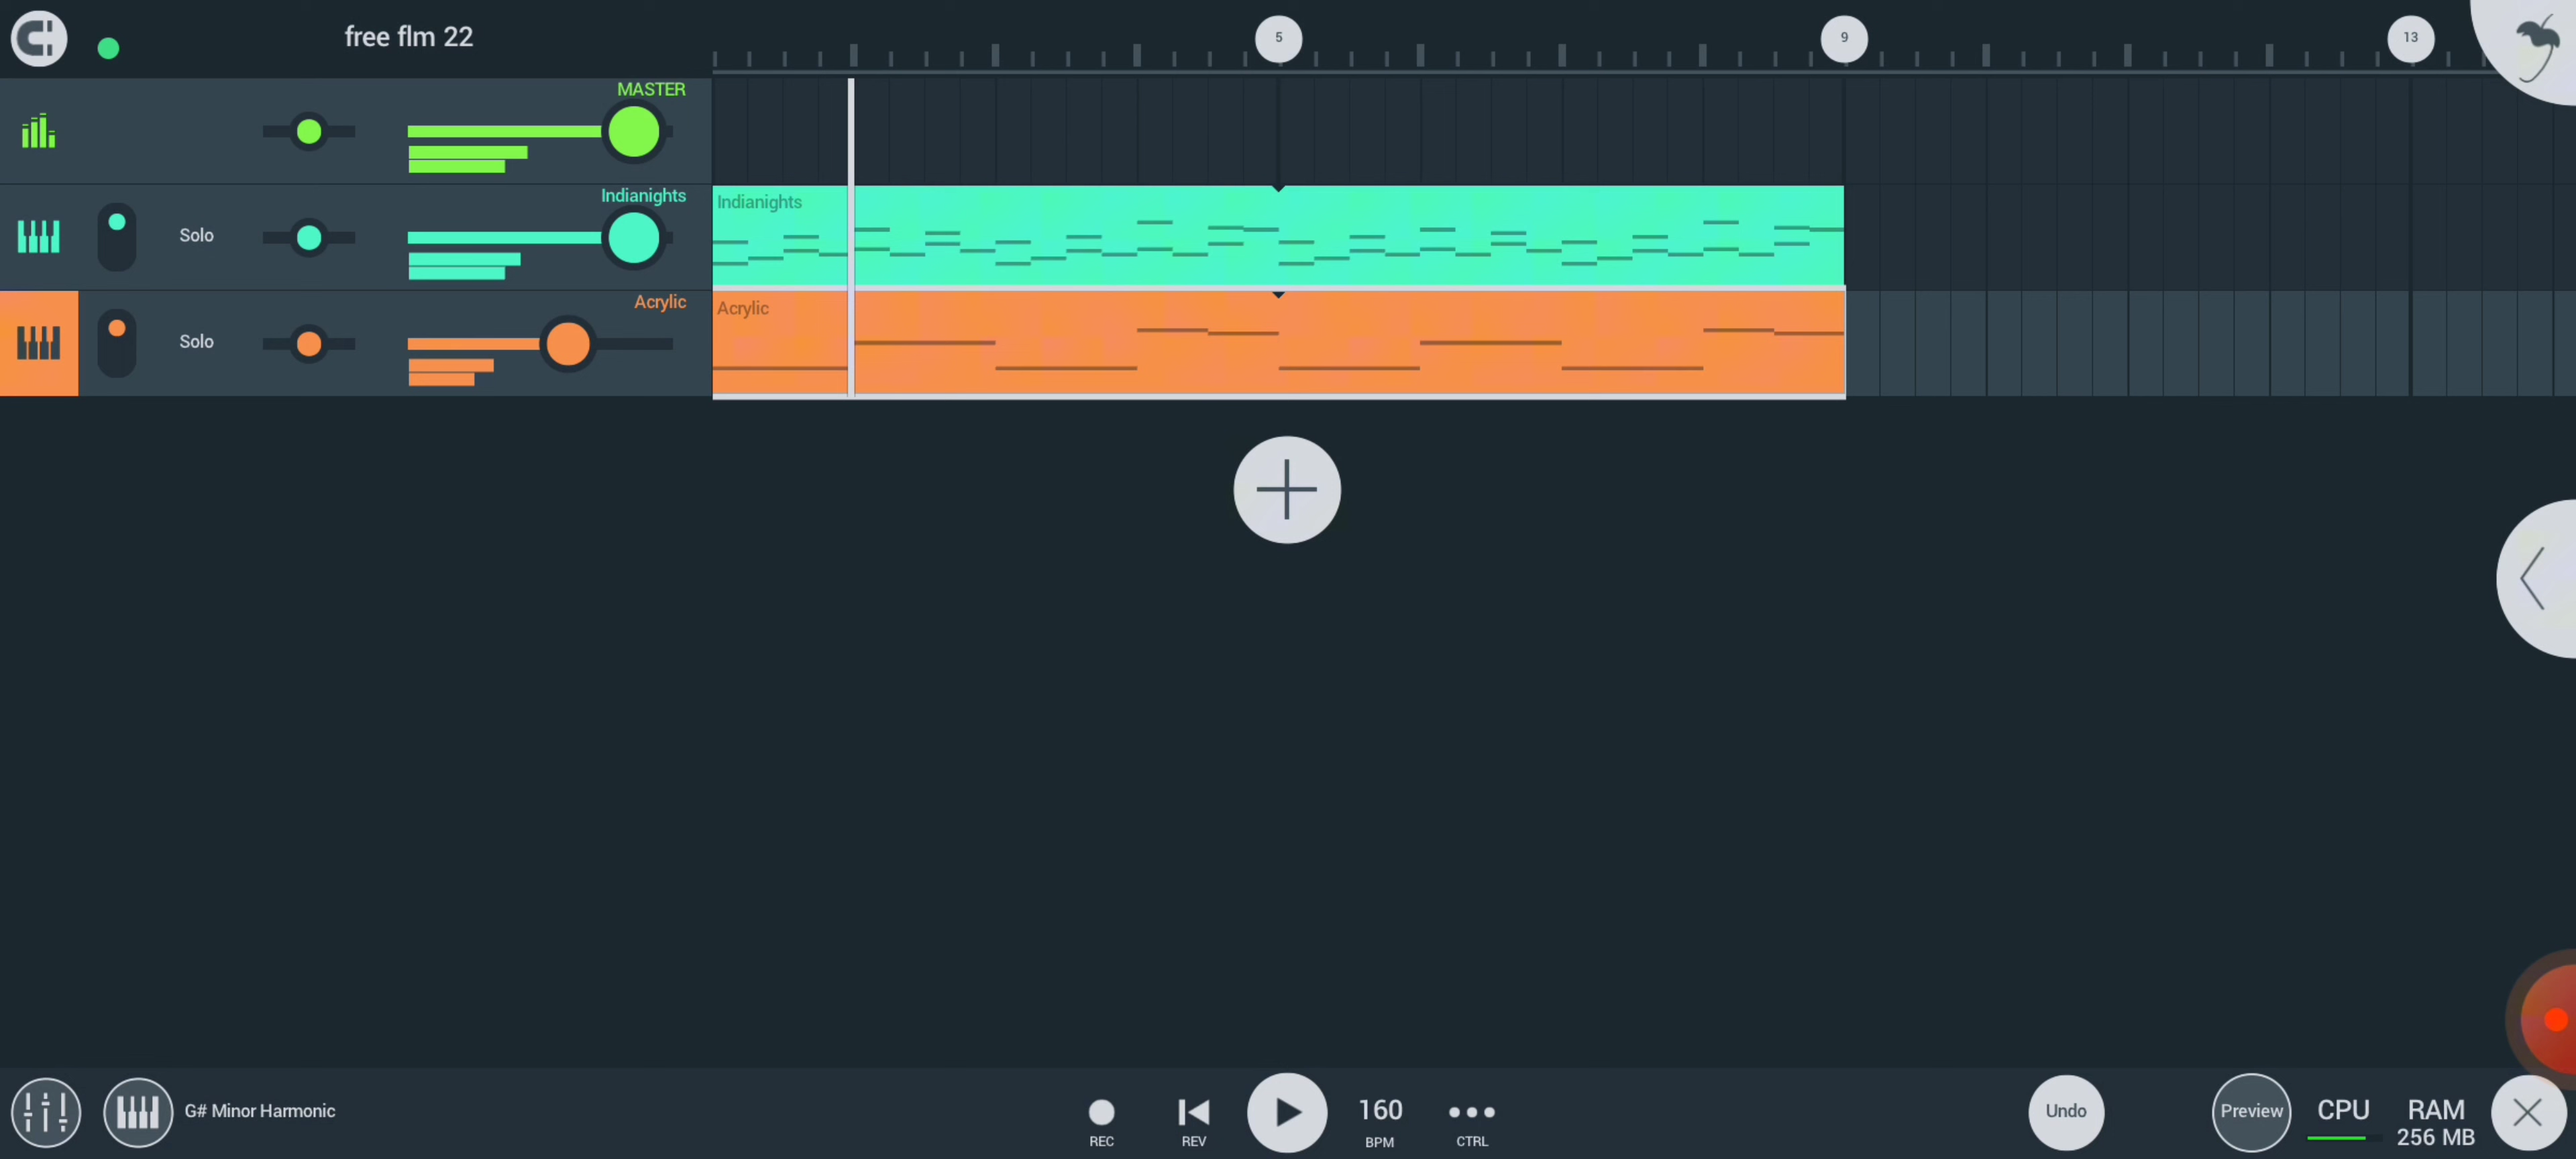 free flm 22
5
9
13
MASTER
Indianights
Solo
Indianights
Acrylic
Solo
Acrylic
G# Minor Harmonic
REC
REV
160
BPM
CTRL
Undo
Preview
CPU
RAM
256 MB